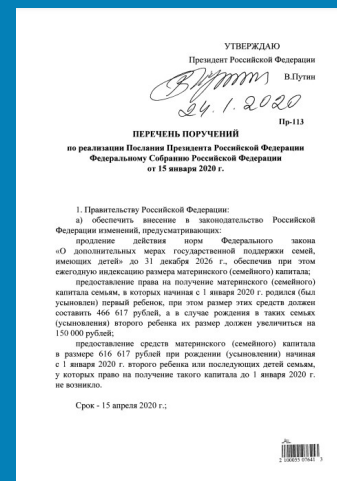 УТВЕРЖДАЮ
Президент Российской Федерации
В.Путин
24.1.2020
Пр-113
ПЕРЕЧЕНЬ ПОРУЧЕНИЙ
по реализации Послания Президента Российской Федерации
Федеральному Собранию Российской Федерации
от 15 января 2020 г.
1. Правительству Российской Федерации:
а) обеспечить внесение в законодательство Российской
Федерации изменений, предусматривающих:
продление действия норм Федерального закона
«О дополнительных мерах государственной поддержки семей,
имеющих детей» до 31 декабря 2026 г., обеспечив при этом
ежегодную индексацию размера материнского (семейного) капитала;
предоставление права на получение материнского (семейного)
капитала семьям, в которых начиная с 1 января 2020 г. родился (был
усыновлен) первый ребенок, при этом размер этих средств должен
составить 466 617 рублей, а в случае рождения в таких семьях
(усыновления) второго ребенка их размер должен увеличиться на
150 000 рублей;
предоставление средств материнского (семейного) капитала
в размере 616 617 рублей при рождении (усыновлении) начиная
с 1 января 2020 г. второго ребенка или последующих детей семьям,
у которых право на получение такого капитала до 1 января 2020 г.
не возникло.
Срок - 15 апреля 2020 г.;